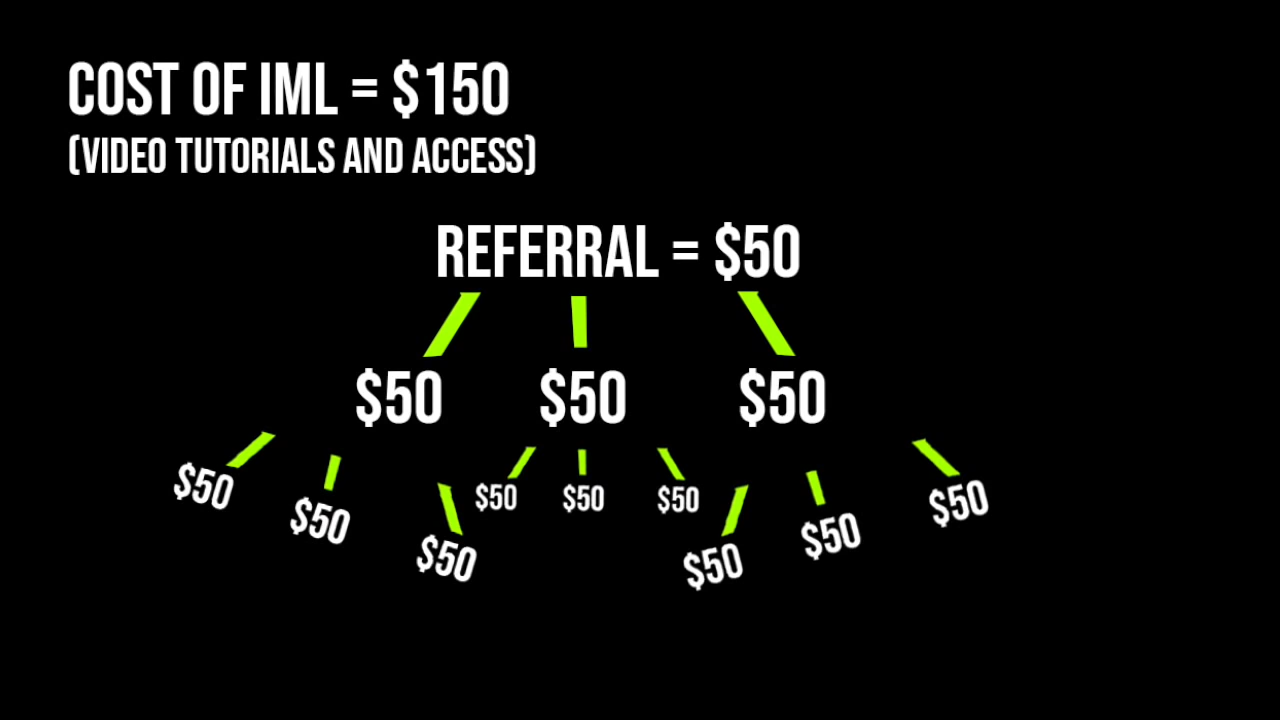 COST OF IML = $150
(VIDEO TUTORIALS AND ACCESS)
REFERRAL = $50
$50 $50 $50
$50 $50 $50 $50 $50 $50 $50 $50 $50